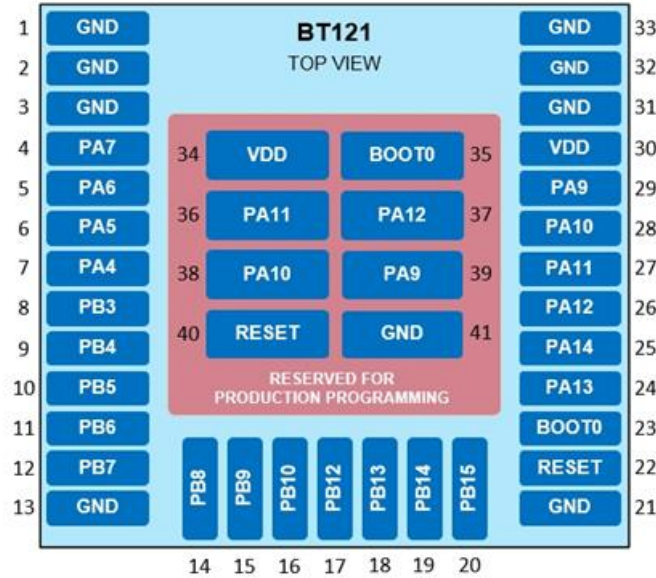 BT121
TOP VIEW
1 GND
2 GND
3 GND
4 PA7
5 PA6
6 PA5
7 PA4
8 PB3
9 PB4
10 PB5
11 PB6
12 PB7
13 GND
34 VDD BOOT0 35
36 PA11 PA12 37
38 PA10 PA9 39
40 RESET GND 41
RESERVED FOR
PRODUCTION PROGRAMMING
PB8 PB9 PB10 PB12 PB13 PB14 PB15
14 15 16 17 18 19 20
GND 33
GND 32
GND 31
VDD 30
PA9 29
PA10 28
PA11 27
PA12 26
PA14 25
PA13 24
BOOT0 23
RESET 22
GND 21